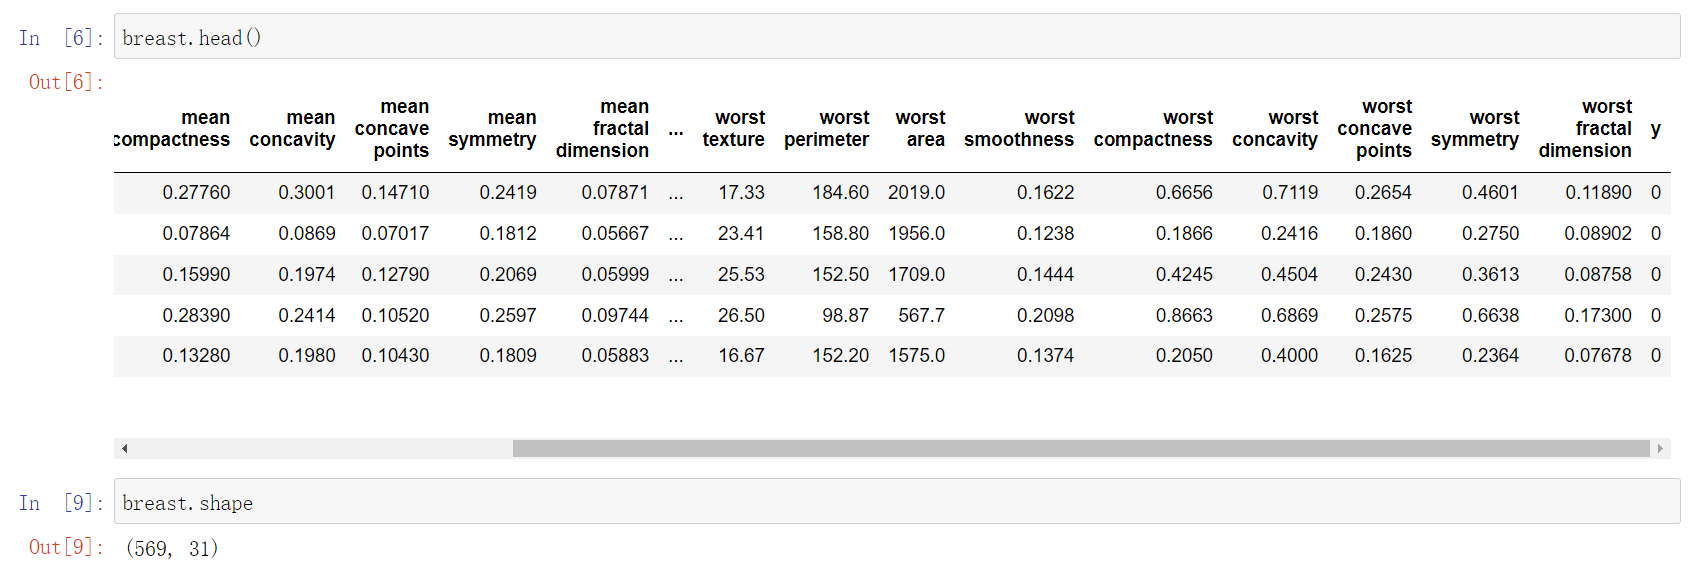 In [6]: breast.head()
Out[6]:
mean compactness mean concavity mean concave points mean symmetry mean fractal dimension ... worst texture worst perimeter worst area worst smoothness worst compactness worst concavity worst concave points worst symmetry worst fractal dimension y
0.27760 0.3001 0.14710 0.2419 0.07871 ... 17.33 184.60 2019.0 0.1622 0.6656 0.7119 0.2654 0.4601 0.11890 0
0.07864 0.0869 0.07017 0.1812 0.05667 ... 23.41 158.80 1956.0 0.1238 0.1866 0.2416 0.1860 0.2750 0.08902 0
0.15990 0.1974 0.12790 0.2069 0.05999 ... 25.53 152.50 1709.0 0.1444 0.4245 0.4504 0.2430 0.3613 0.08758 0
0.28390 0.2414 0.10520 0.2597 0.09744 ... 26.50 98.87 567.7 0.2098 0.8663 0.6869 0.2575 0.6638 0.17300 0
0.13280 0.1980 0.10430 0.1809 0.05883 ... 16.67 152.20 1575.0 0.1374 0.2050 0.4000 0.1625 0.2364 0.07678 0
In [9]: breast.shape
Out[9]: (569, 31)